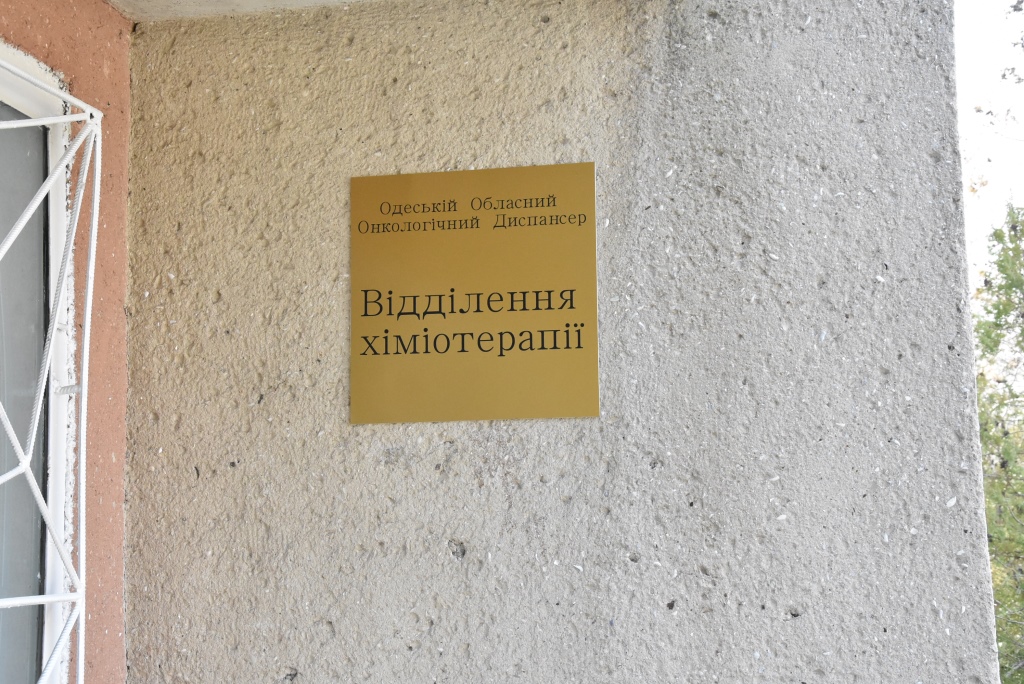 Одеській Обласний
Онкологічний Диспансер
Відділення
хіміотерапії